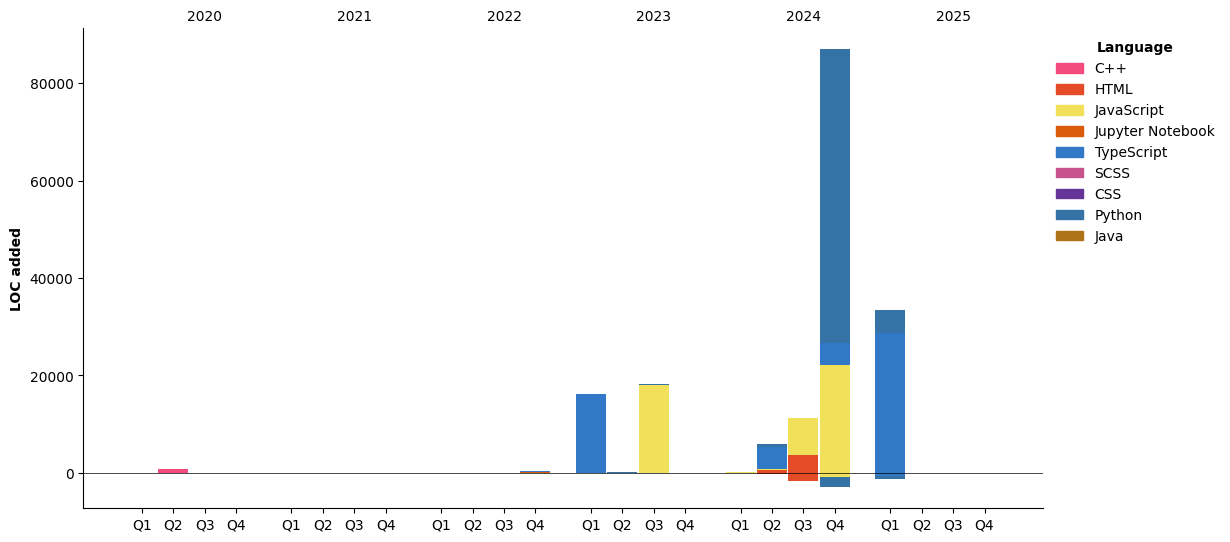 2020 2021 2022 2023 2024 2025
Language
C++
HTML
JavaScript
Jupyter Notebook
TypeScript
SCSS
CSS
Python
Java
LOC added
80000
60000
40000
20000
0
Q1 Q2 Q3 Q4 Q1 Q2 Q3 Q4 Q1 Q2 Q3 Q4 Q1 Q2 Q3 Q4 Q1 Q2 Q3 Q4 Q1 Q2 Q3 Q4